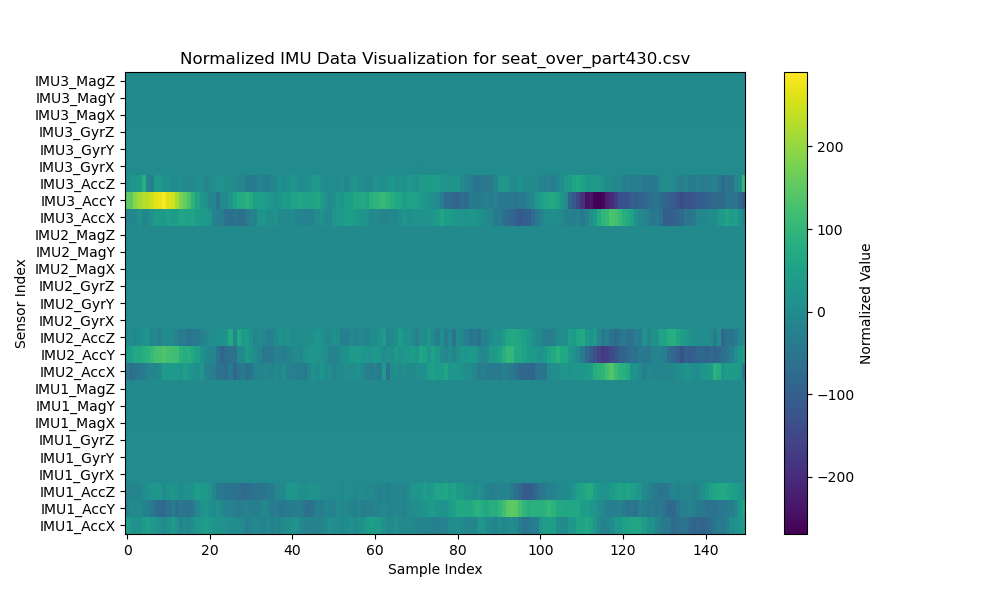 Normalized IMU Data Visualization for seat_over_part430.csv
IMU3_MagZ
IMU3_MagY
IMU3_MagX
IMU3_GyrZ
IMU3_GyrY
IMU3_GyrX
IMU3_AccZ
IMU3_AccY
IMU3_AccX
IMU2_MagZ
IMU2_MagY
IMU2_MagX
IMU2_GyrZ
IMU2_GyrY
IMU2_GyrX
IMU2_AccZ
IMU2_AccY
IMU2_AccX
IMU1_MagZ
IMU1_MagY
IMU1_MagX
IMU1_GyrZ
IMU1_GyrY
IMU1_GyrX
IMU1_AccZ
IMU1_AccY
IMU1_AccX
Sensor Index
0 20 40 60 80 100 120 140
Sample Index
200
100
0
−100
−200
Normalized Value